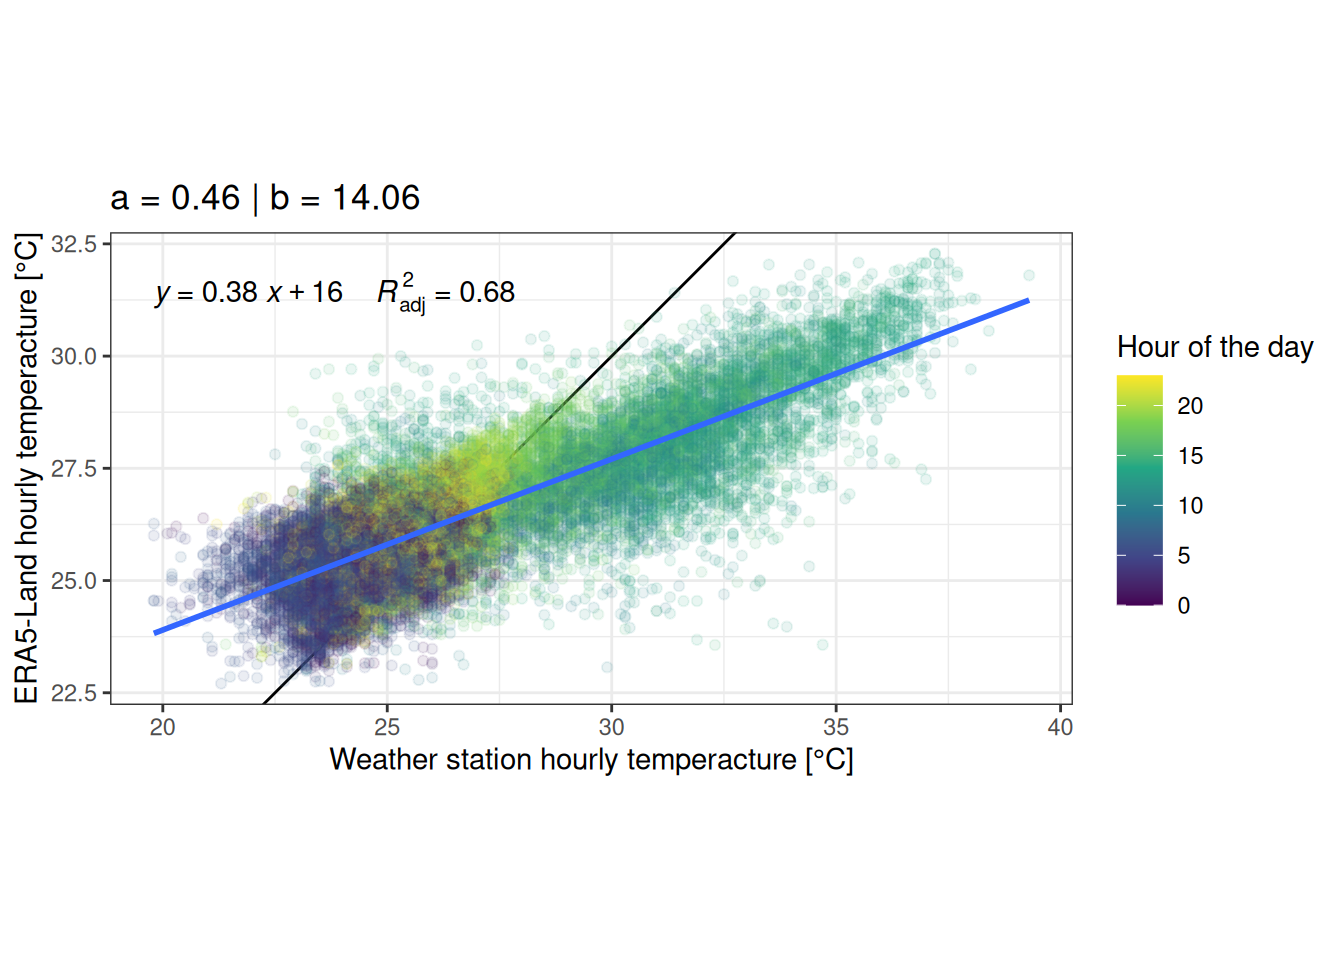 a = 0.46 | b = 14.06
y = 0.38 x + 16 R²adj = 0.68
ERA5-Land hourly temperacture [°C]
32.5
30.0
27.5
25.0
22.5
20 25 30 35 40
Weather station hourly temperacture [°C]
Hour of the day
20
15
10
5
0